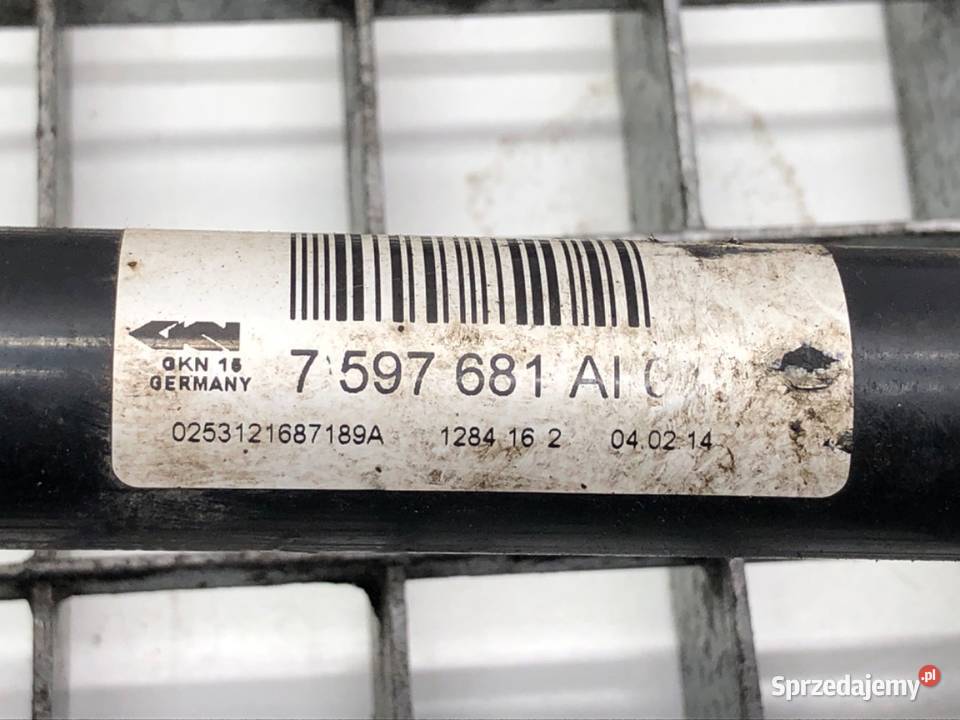 GKN 15
GERMANY
7 597 681 AI
0253121687189A 1284 16 2 04.02.14
Sprzedajemy.pl